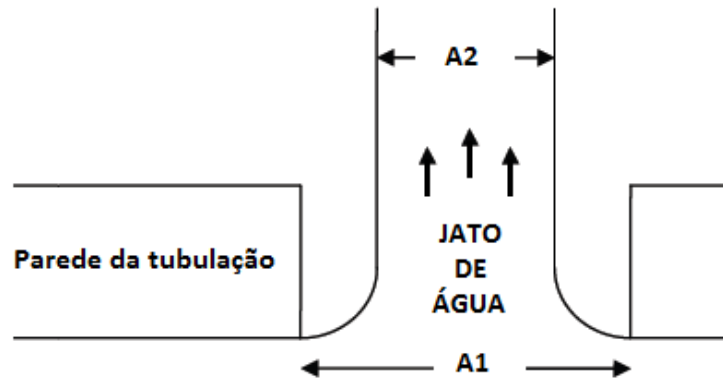 A2
Parede da tubulação
JATO
DE
ÁGUA
A1